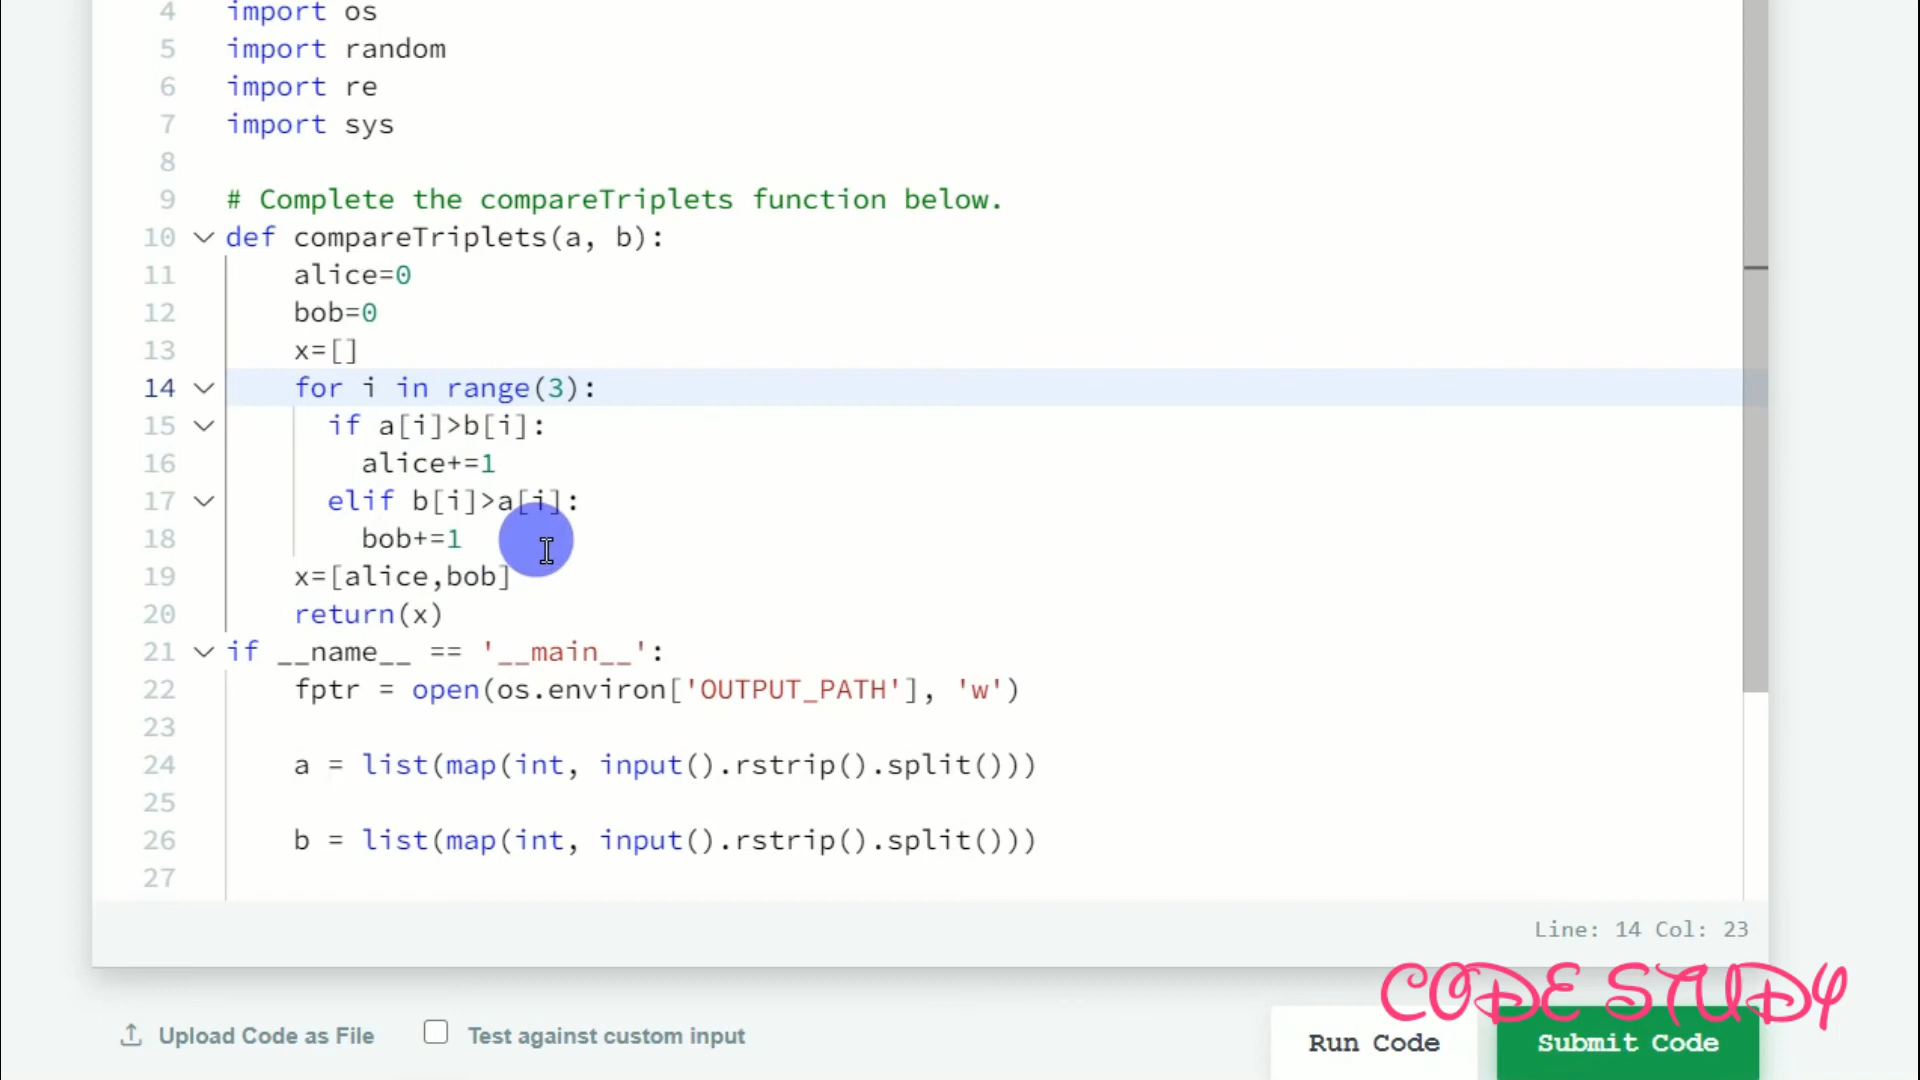 4 import os
5 import random
6 import re
7 import sys
8
9 # Complete the compareTriplets function below.
10 def compareTriplets(a, b):
11 alice=0
12 bob=0
13 x=[]
14 for i in range(3):
15 if a[i]>b[i]:
16 alice+=1
17 elif b[i]>a[i]:
18 bob+=1
19 x=[alice,bob]
20 return(x)
21 if __name__ == '__main__':
22 fptr = open(os.environ['OUTPUT_PATH'], 'w')
23
24 a = list(map(int, input().rstrip().split()))
25
26 b = list(map(int, input().rstrip().split()))
27
Line: 14 Col: 23
CODE STUDY
Upload Code as File Test against custom input Run Code Submit Code